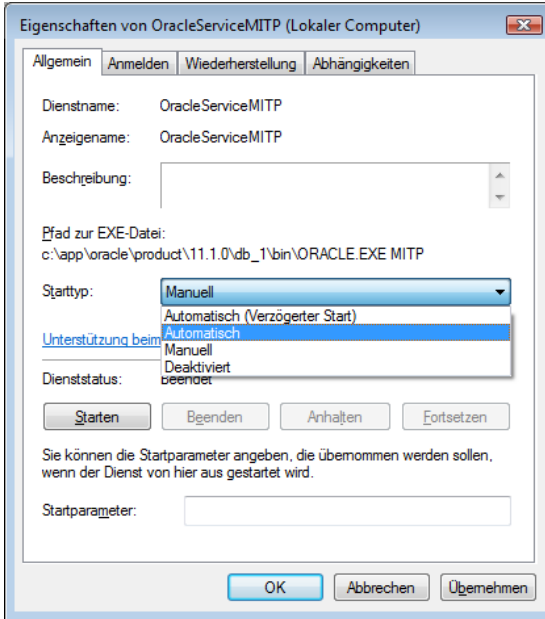 Eigenschaften von OracleServiceMITP (Lokaler Computer)
Allgemein Anmelden Wiederherstellung Abhängigkeiten
Dienstname: OracleServiceMITP
Anzeigename: OracleServiceMITP
Beschreibung:
Pfad zur EXE-Datei:
c:\app\oracle\product\11.1.0\db_1\bin\ORACLE.EXE MITP
Starttyp: Manuell
Automatisch (Verzögerter Start)
Unterstützung beim Automatisch
Manuell
Deaktiviert
Dienststatus: Beendet
Starten Beenden Anhalten Fortsetzen
Sie können die Startparameter angeben, die übernommen werden sollen,
wenn der Dienst von hier aus gestartet wird.
Startparameter:
OK Abbrechen Übernehmen